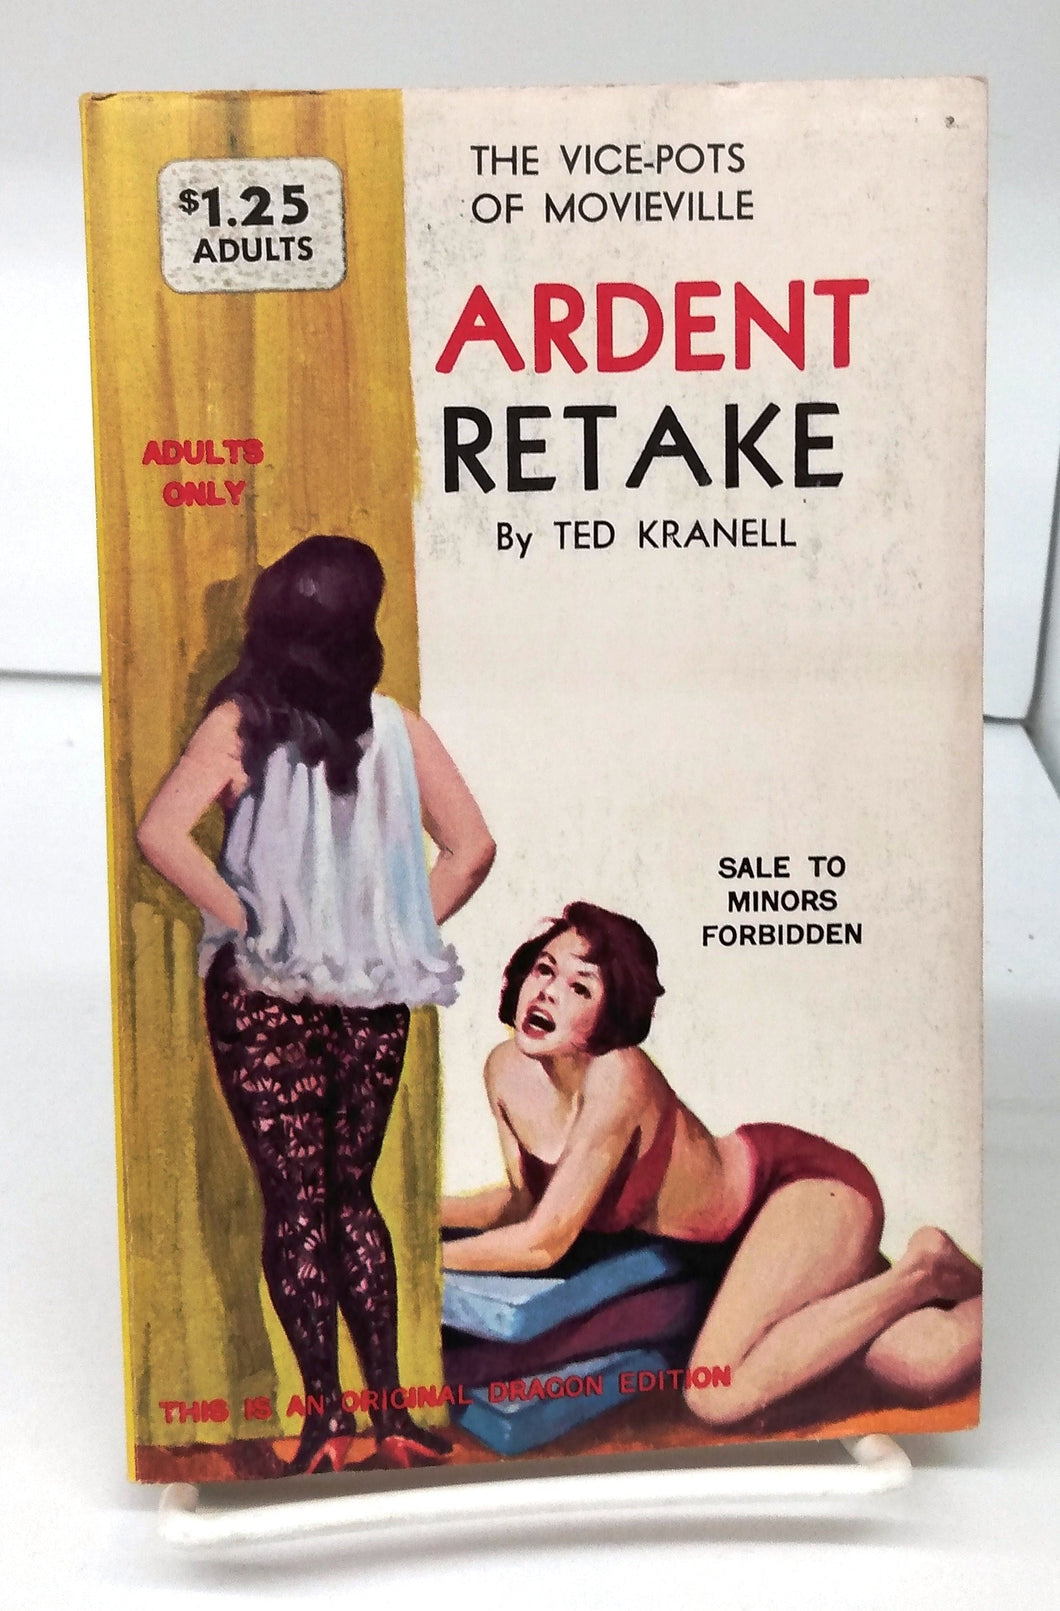 THE VICE-POTS
OF MOVIEVILLE
$1.25
ADULTS
ARDENT
RETAKE
By TED KRANELL
ADULTS
ONLY
SALE TO
MINORS
FORBIDDEN
THIS IS AN ORIGINAL DRAGON EDITION